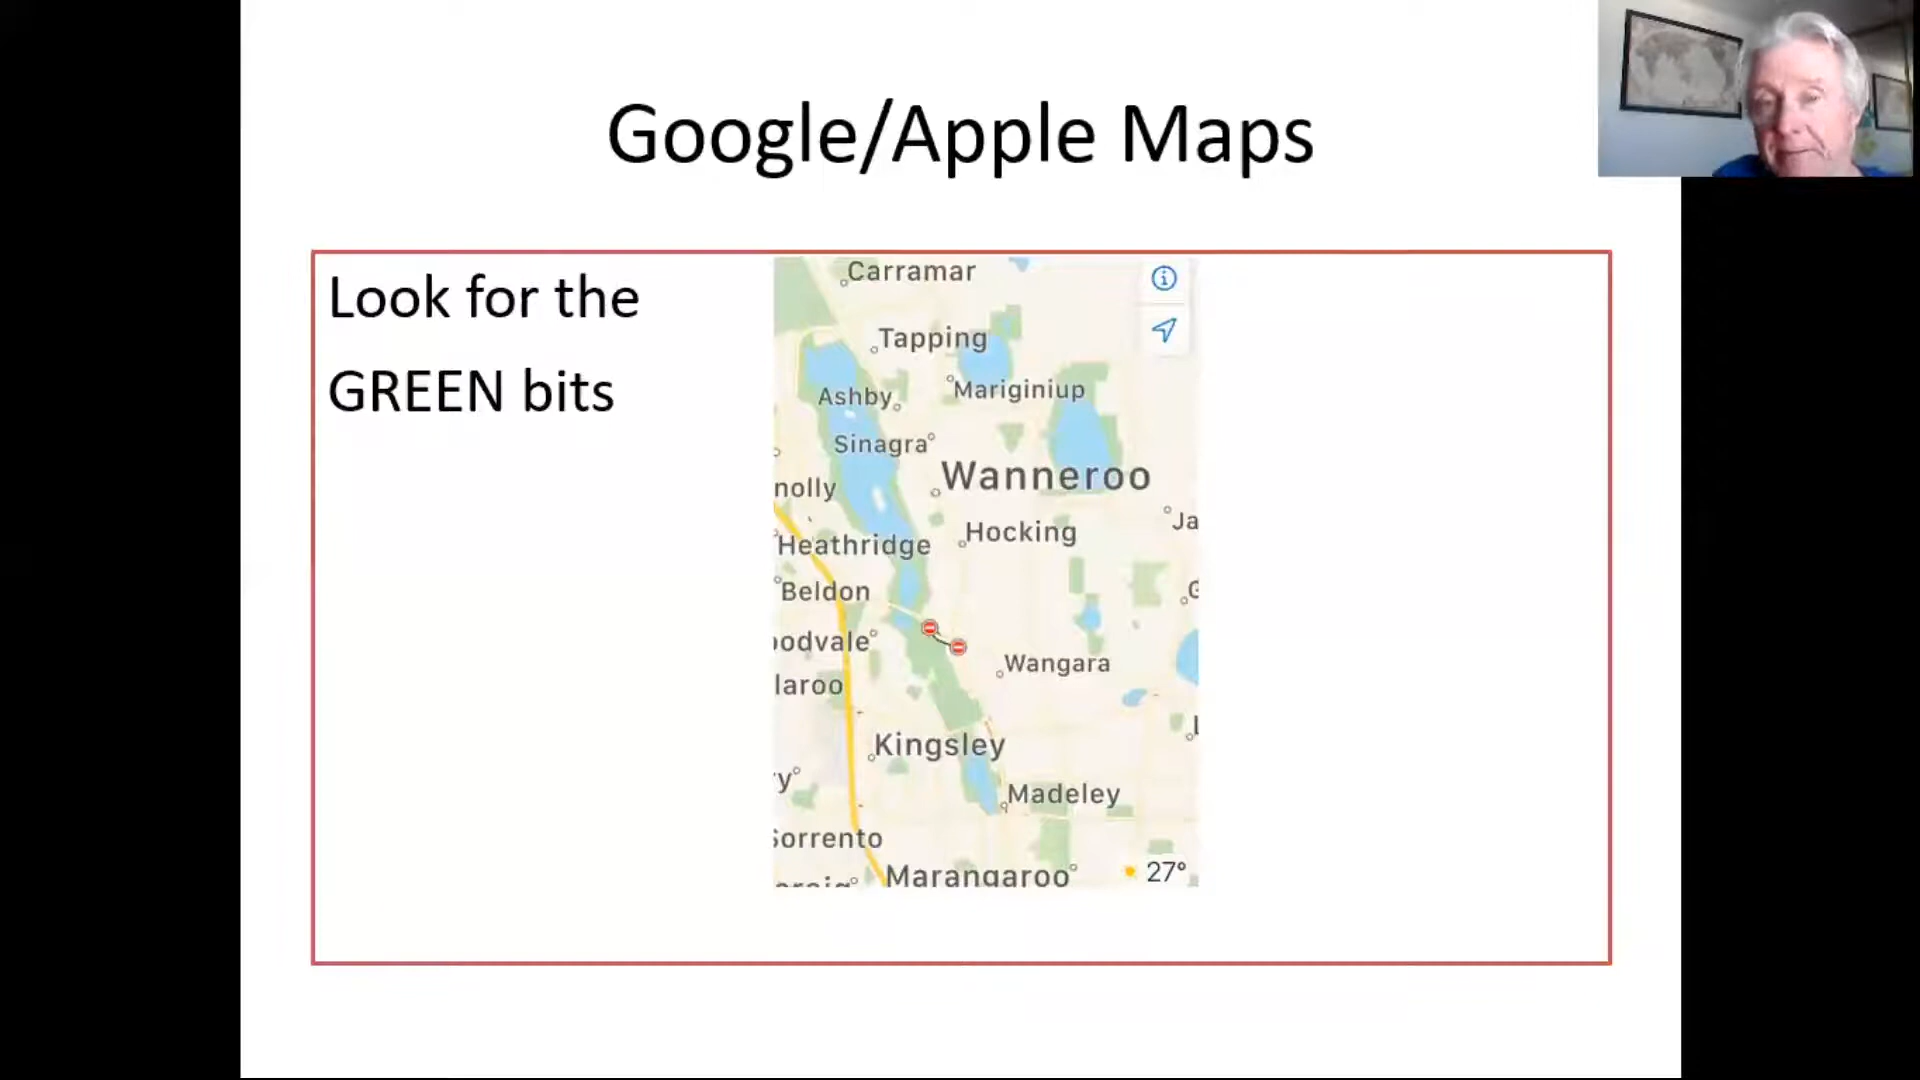 Google/Apple Maps
Look for the
GREEN bits
Carramar
Tapping
Ashby
Mariginiup
Sinagra
Wanneroo
nolly
Ja
Hocking
Heathridge
Beldon
odvale
Wangara
laroo
Kingsley
y
Madeley
Sorrento
Marangaroo
27°